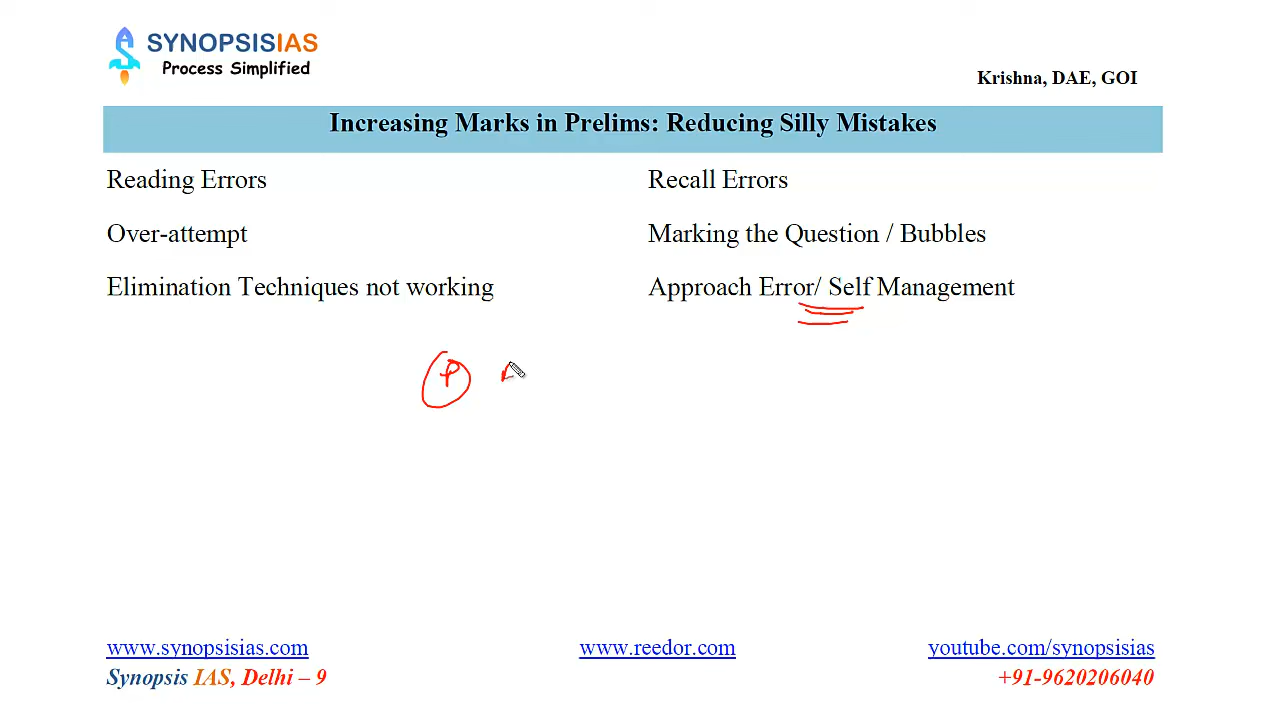 SYNOPSISIAS
Process Simplified
Krishna, DAE, GOI
Increasing Marks in Prelims: Reducing Silly Mistakes
Reading Errors
Recall Errors
Over-attempt
Marking the Question / Bubbles
Elimination Techniques not working
Approach Error/ Self Management
P
www.synopsisias.com
www.reedor.com
youtube.com/synopsisias
Synopsis IAS, Delhi – 9
+91-9620206040